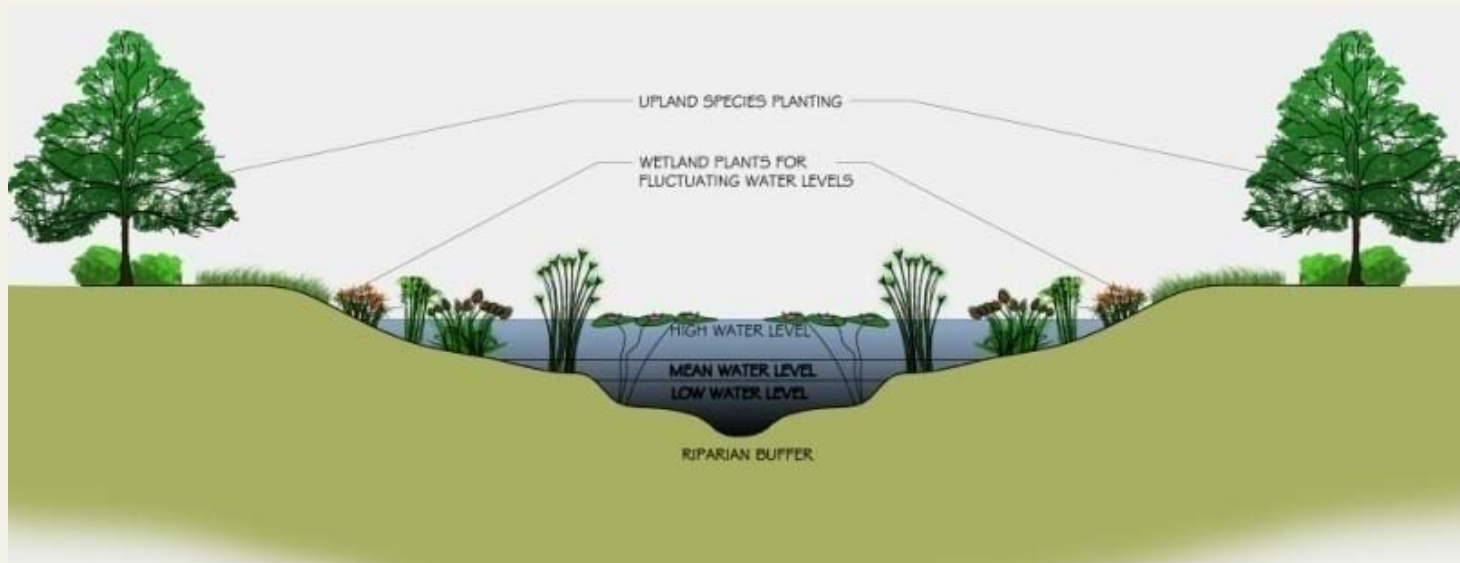 UPLAND SPECIES PLANTING
WETLAND PLANTS FOR
FLUCTUATING WATER LEVELS
HIGH WATER LEVEL
MEAN WATER LEVEL
LOW WATER LEVEL
RIPARIAN BUFFER